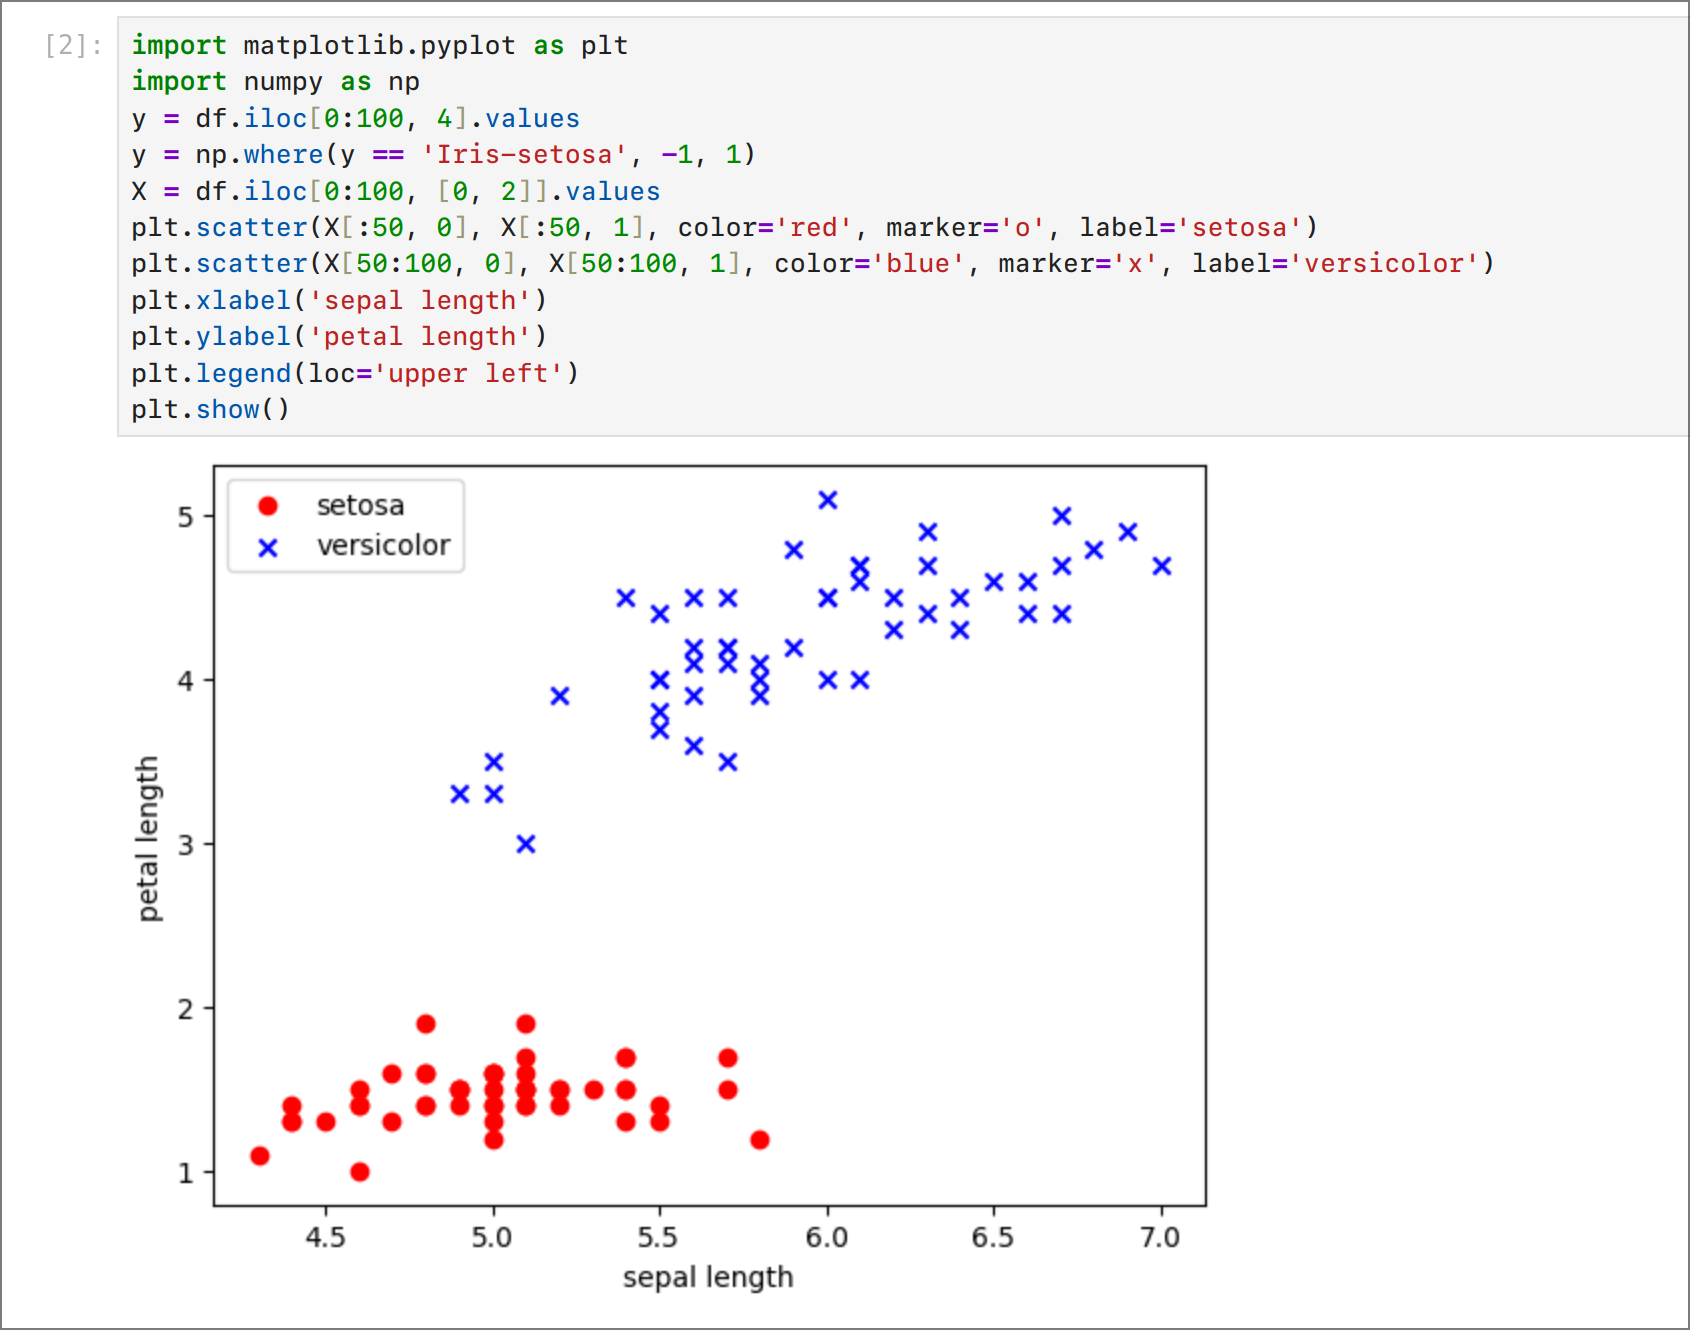 [2]:
import matplotlib.pyplot as plt
import numpy as np
y = df.iloc[0:100, 4].values
y = np.where(y == 'Iris-setosa', -1, 1)
X = df.iloc[0:100, [0, 2]].values
plt.scatter(X[:50, 0], X[:50, 1], color='red', marker='o', label='setosa')
plt.scatter(X[50:100, 0], X[50:100, 1], color='blue', marker='x', label='versicolor')
plt.xlabel('sepal length')
plt.ylabel('petal length')
plt.legend(loc='upper left')
plt.show()
setosa
versicolor
5
4
3
2
1
petal length
4.5 5.0 5.5 6.0 6.5 7.0
sepal length